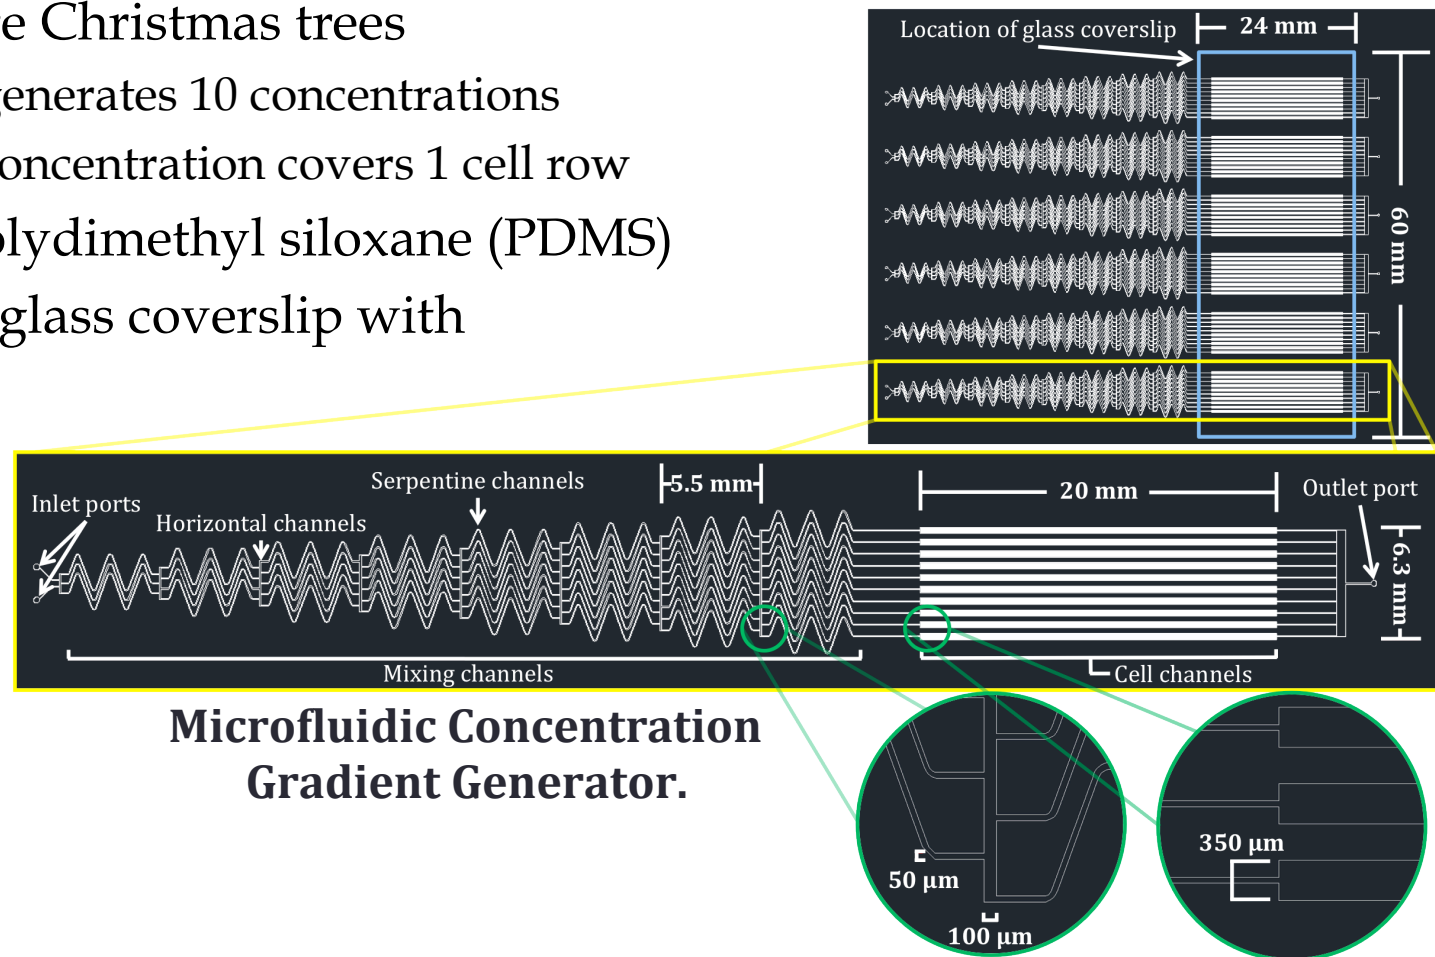 e Christmas trees
generates 10 concentrations
oncentration covers 1 cell row
olydimethyl siloxane (PDMS)
glass coverslip with
Location of glass coverslip
24 mm
60 mm
Inlet ports
Horizontal channels
Serpentine channels
5.5 mm
20 mm
Outlet port
6.3 mm
Mixing channels
Cell channels
Microfluidic Concentration
Gradient Generator.
50 µm
100 µm
350 µm